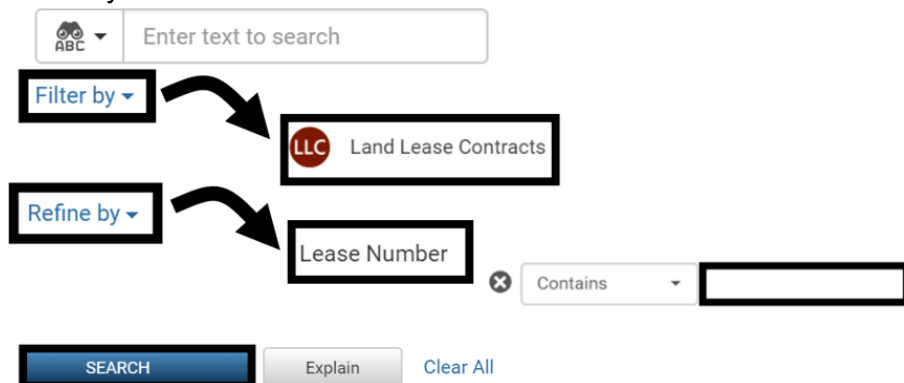 ABC Enter text to search
Filter by
LLC Land Lease Contracts
Refine by
Lease Number
Contains
SEARCH Explain Clear All